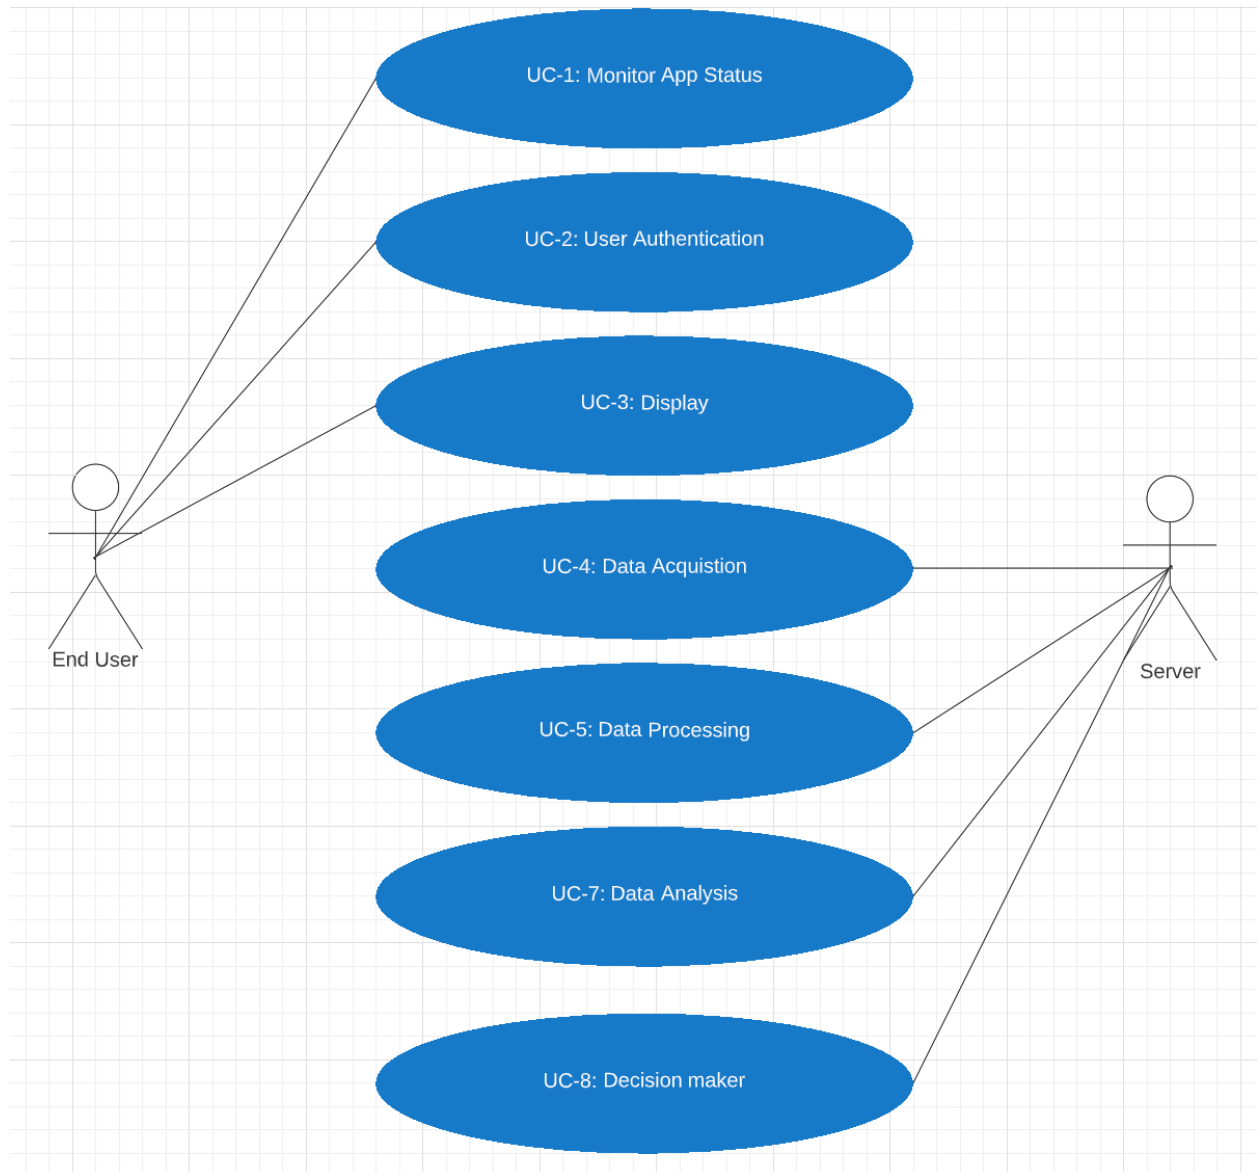 UC-1: Monitor App Status
UC-2: User Authentication
UC-3: Display
UC-4: Data Acquistion
End User
Server
UC-5: Data Processing
UC-7: Data Analysis
UC-8: Decision maker